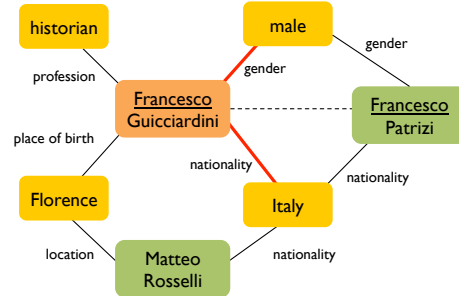 historian
male
profession
gender
gender
Francesco
Guicciardini
Francesco
Patrizi
place of birth
nationality
nationality
Florence
Italy
location
Matteo
Rosselli
nationality